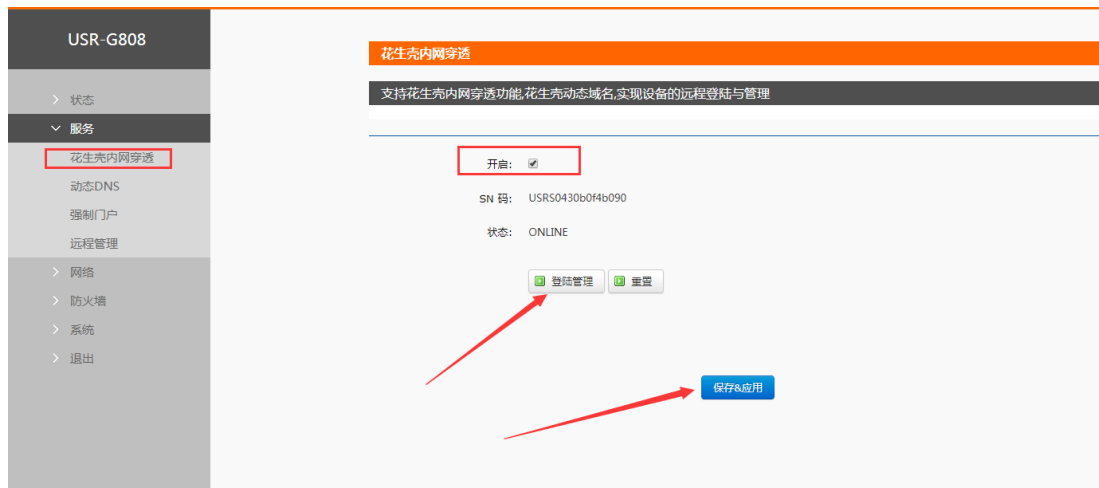 USR-G808
状态
服务
花生壳内网穿透
动态DNS
强制门户
远程管理
网络
防火墙
系统
退出
花生壳内网穿透
支持花生壳内网穿透功能,花生壳动态域名,实现设备的远程登陆与管理
开启:
SN 码: USRS0430b0f4b090
状态: ONLINE
登陆管理 重置
保存&应用